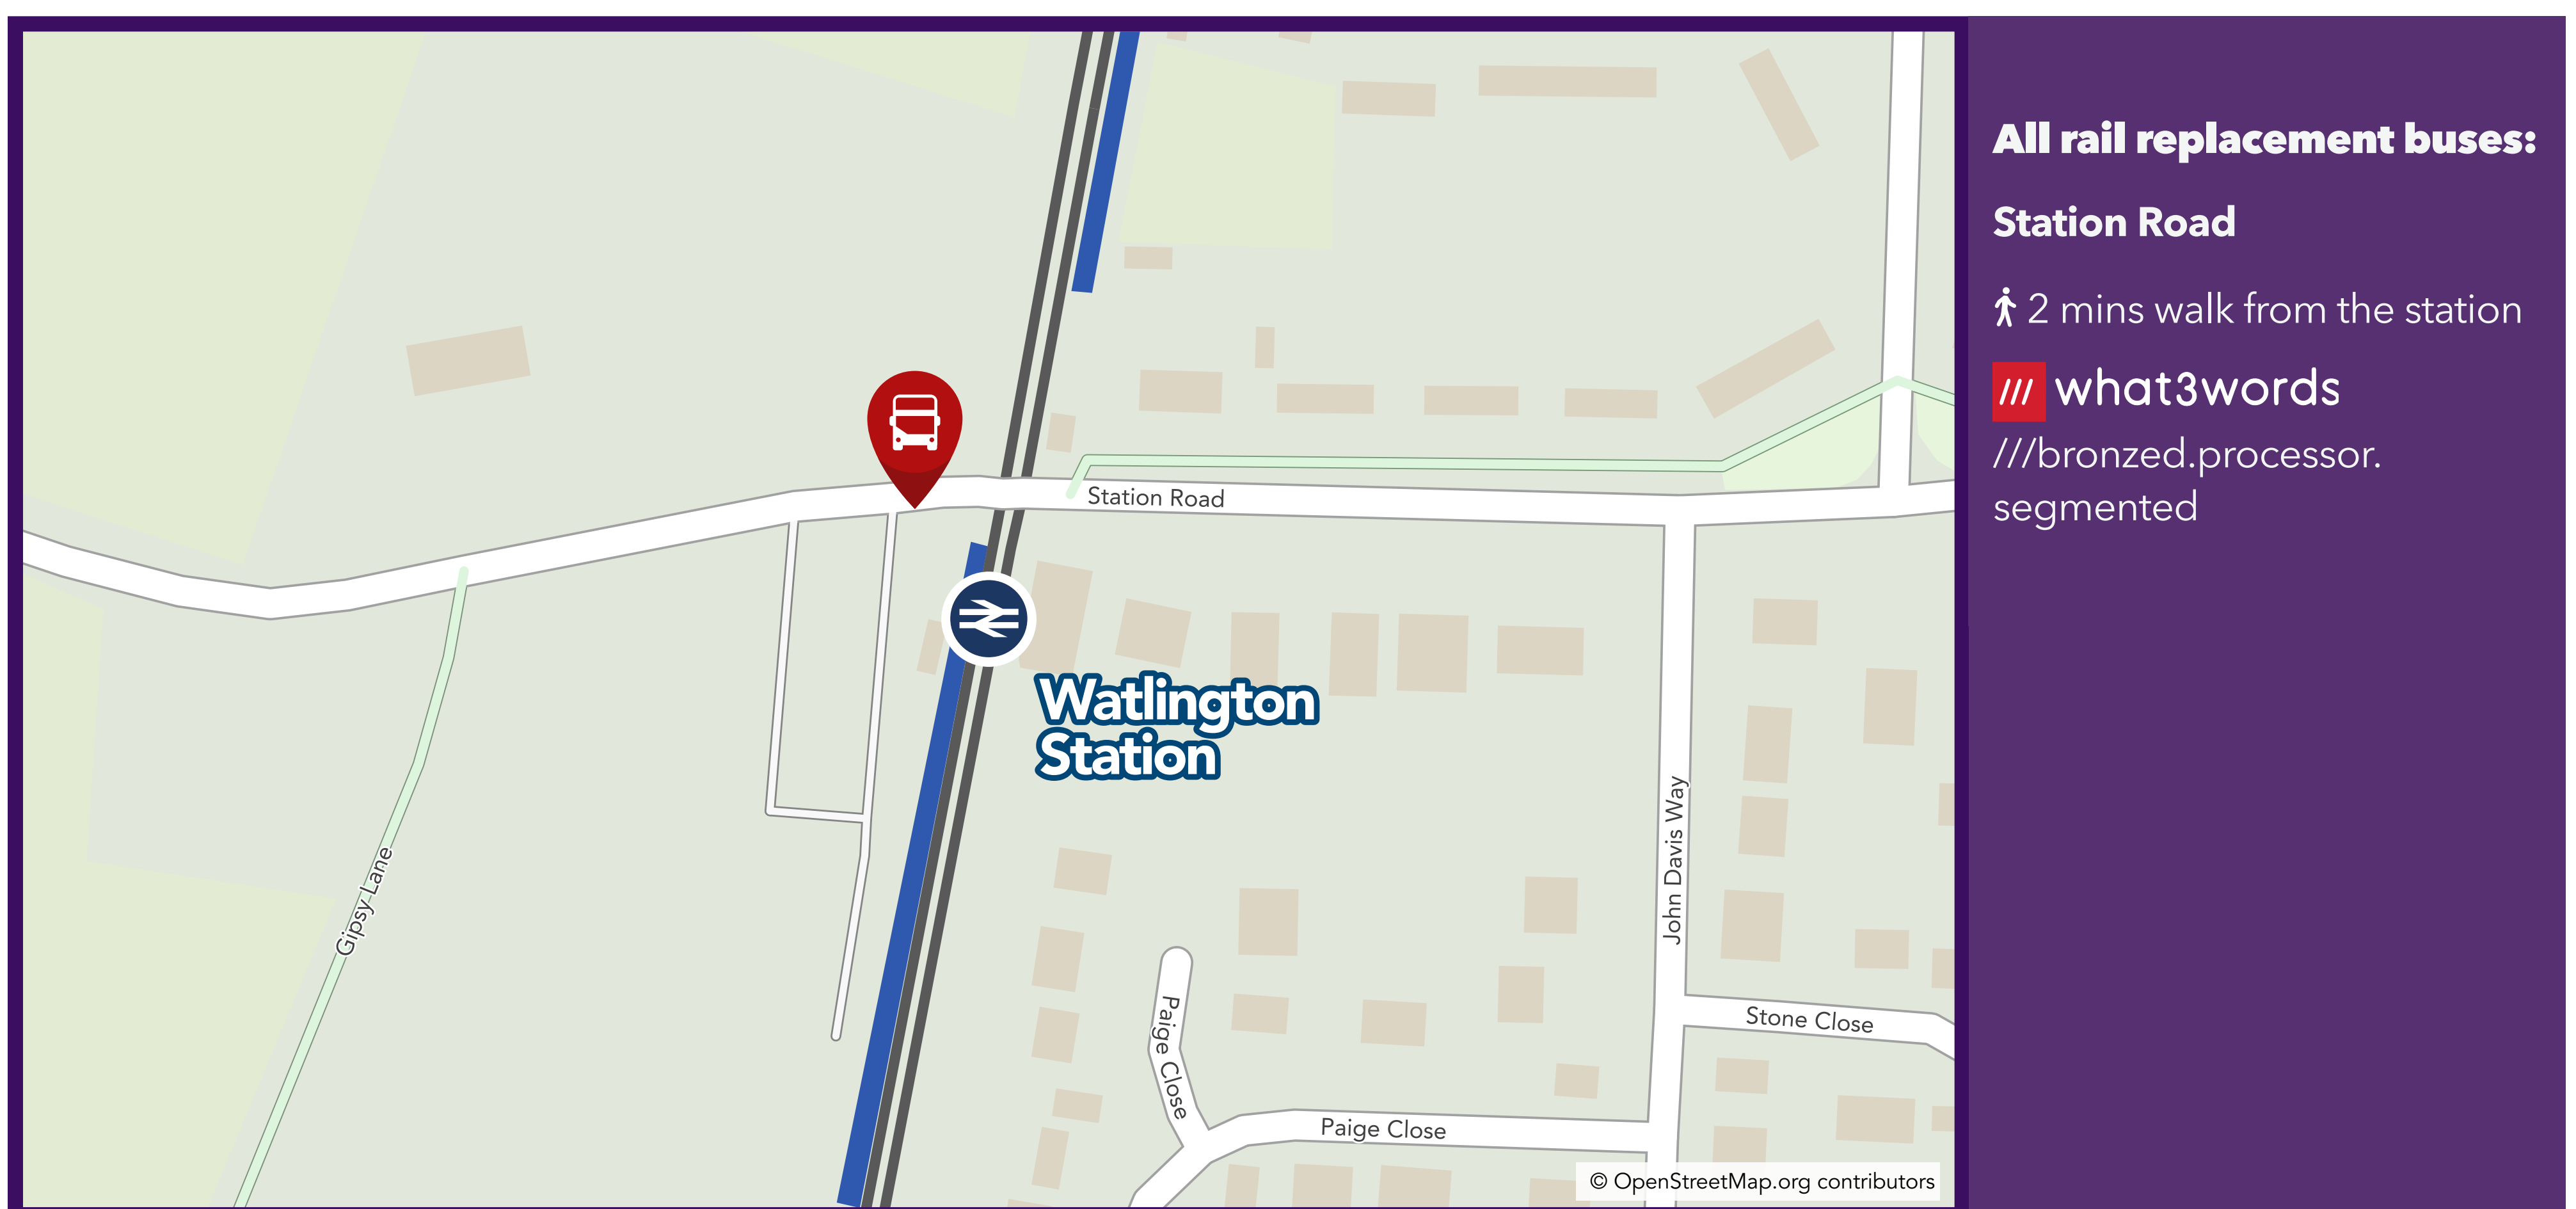 All rail replacement buses:
Station Road
2 mins walk from the station
what3words
///bronzed.processor.
segmented
Station Road
Watlington
Station
Gipsy Lane
John Davis Way
Stone Close
Paige Close
Paige Close
© OpenStreetMap.org contributors